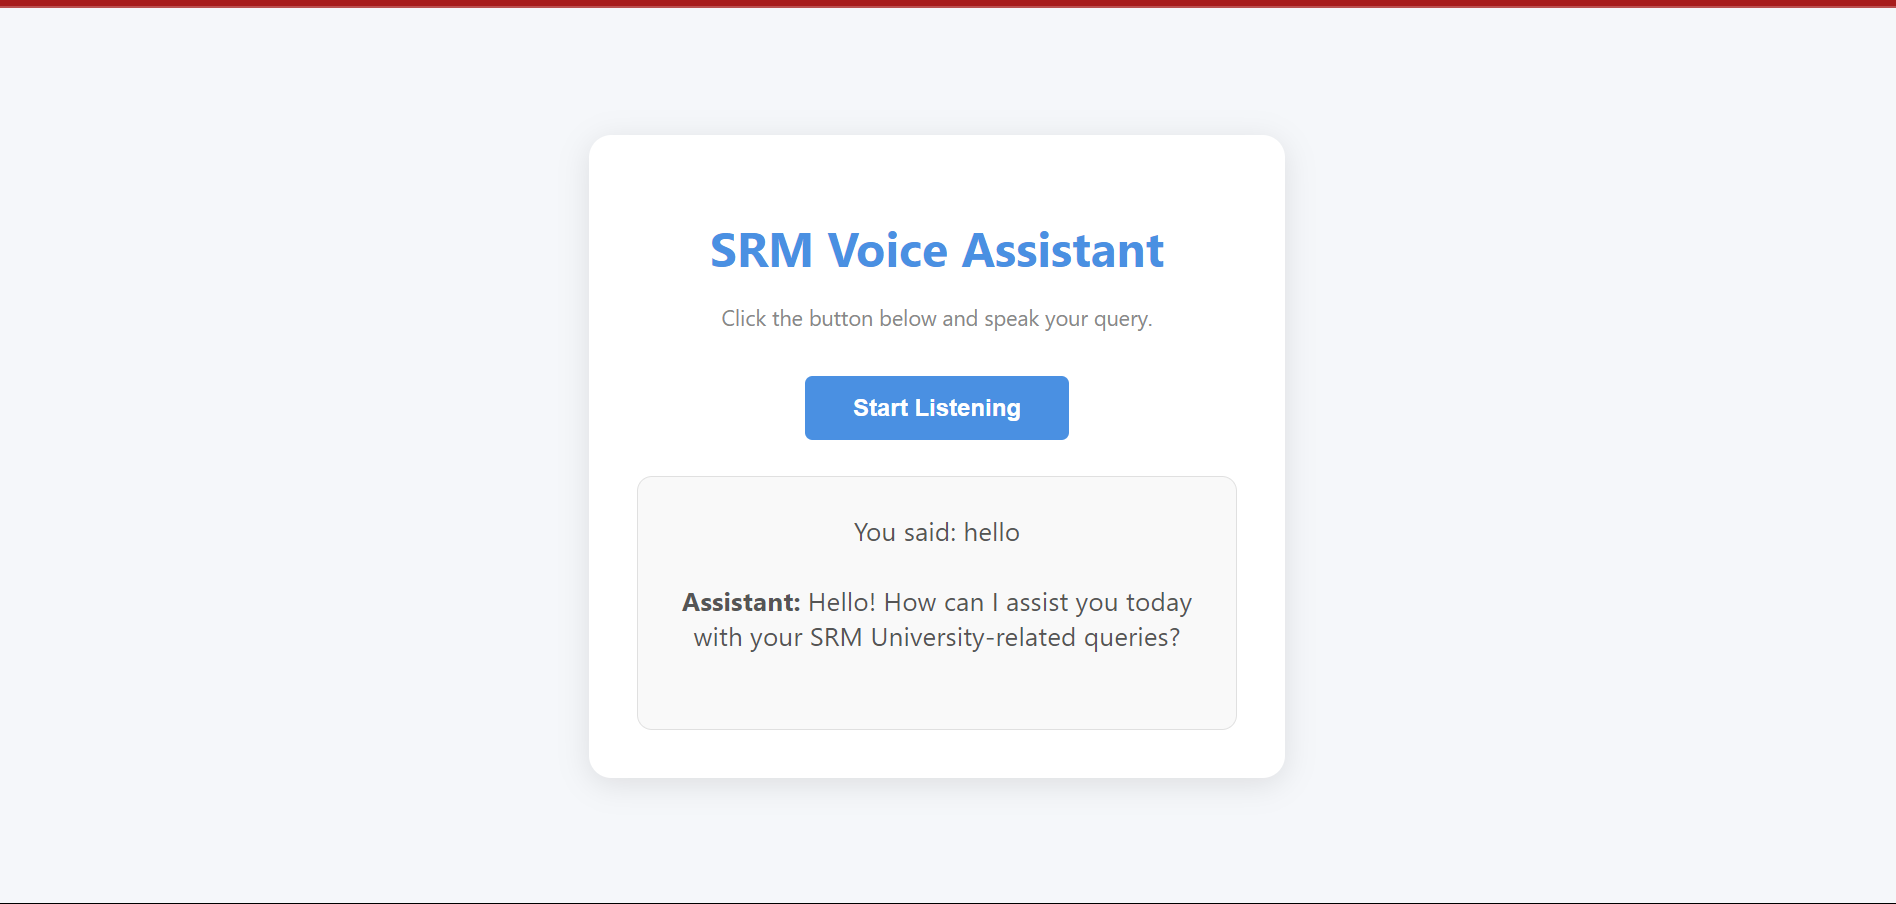 SRM Voice Assistant
Click the button below and speak your query.
Start Listening
You said: hello
Assistant: Hello! How can I assist you today
with your SRM University-related queries?